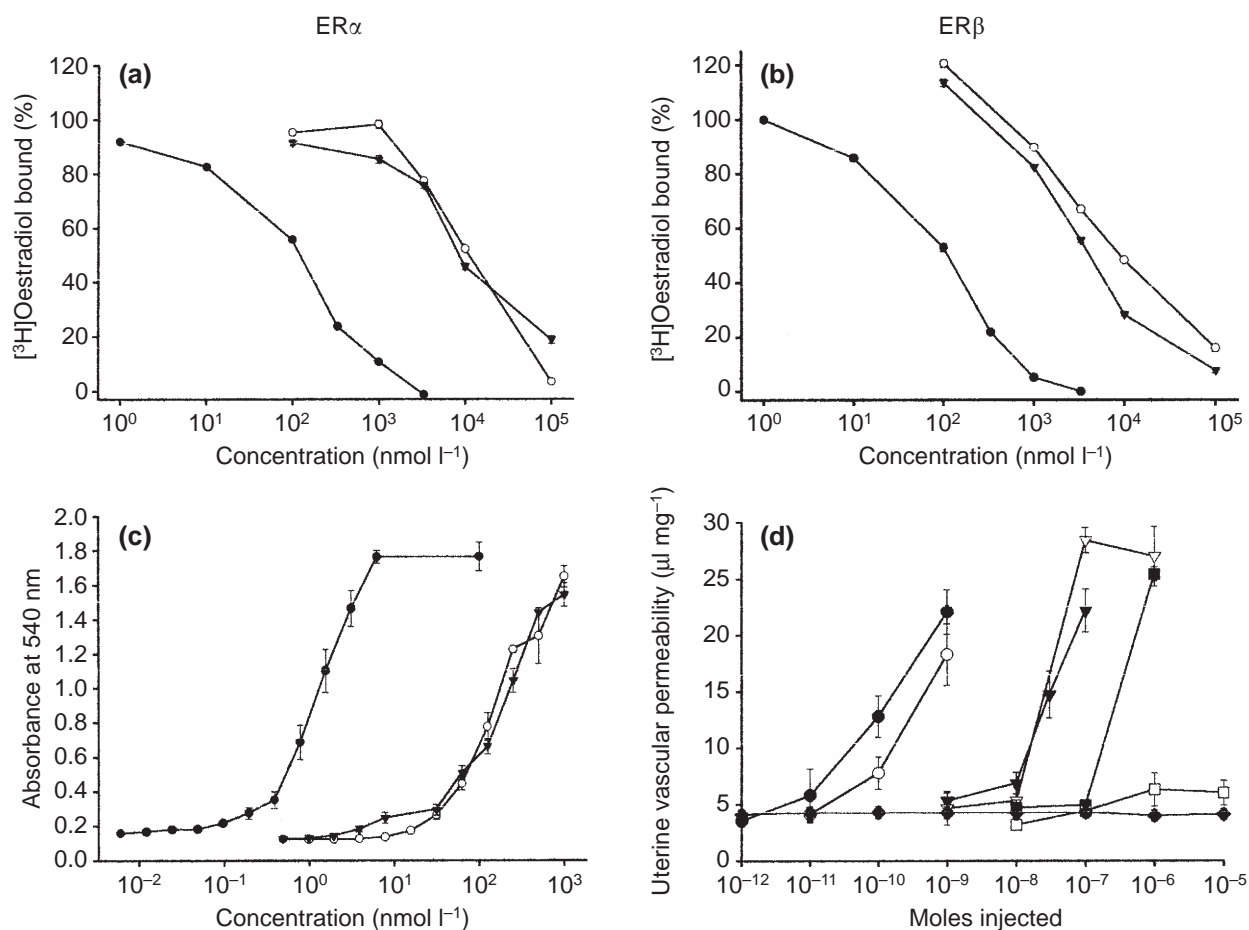 ERα
ERβ
(a)
[³H]Oestradiol bound (%)
120
100
80
60
40
20
0
10⁰ 10¹ 10² 10³ 10⁴ 10⁵
Concentration (nmol l⁻¹)
(b)
[³H]Oestradiol bound (%)
120
100
80
60
40
20
0
10⁰ 10¹ 10² 10³ 10⁴ 10⁵
Concentration (nmol l⁻¹)
(c)
Absorbance at 540 nm
2.0
1.8
1.6
1.4
1.2
1.0
0.8
0.6
0.4
0.2
0.0
10⁻² 10⁻¹ 10⁰ 10¹ 10² 10³
Concentration (nmol l⁻¹)
(d)
Uterine vascular permeability (µl mg⁻¹)
30
25
20
15
10
5
0
10⁻¹² 10⁻¹¹ 10⁻¹⁰ 10⁻⁹ 10⁻⁸ 10⁻⁷ 10⁻⁶ 10⁻⁵
Moles injected